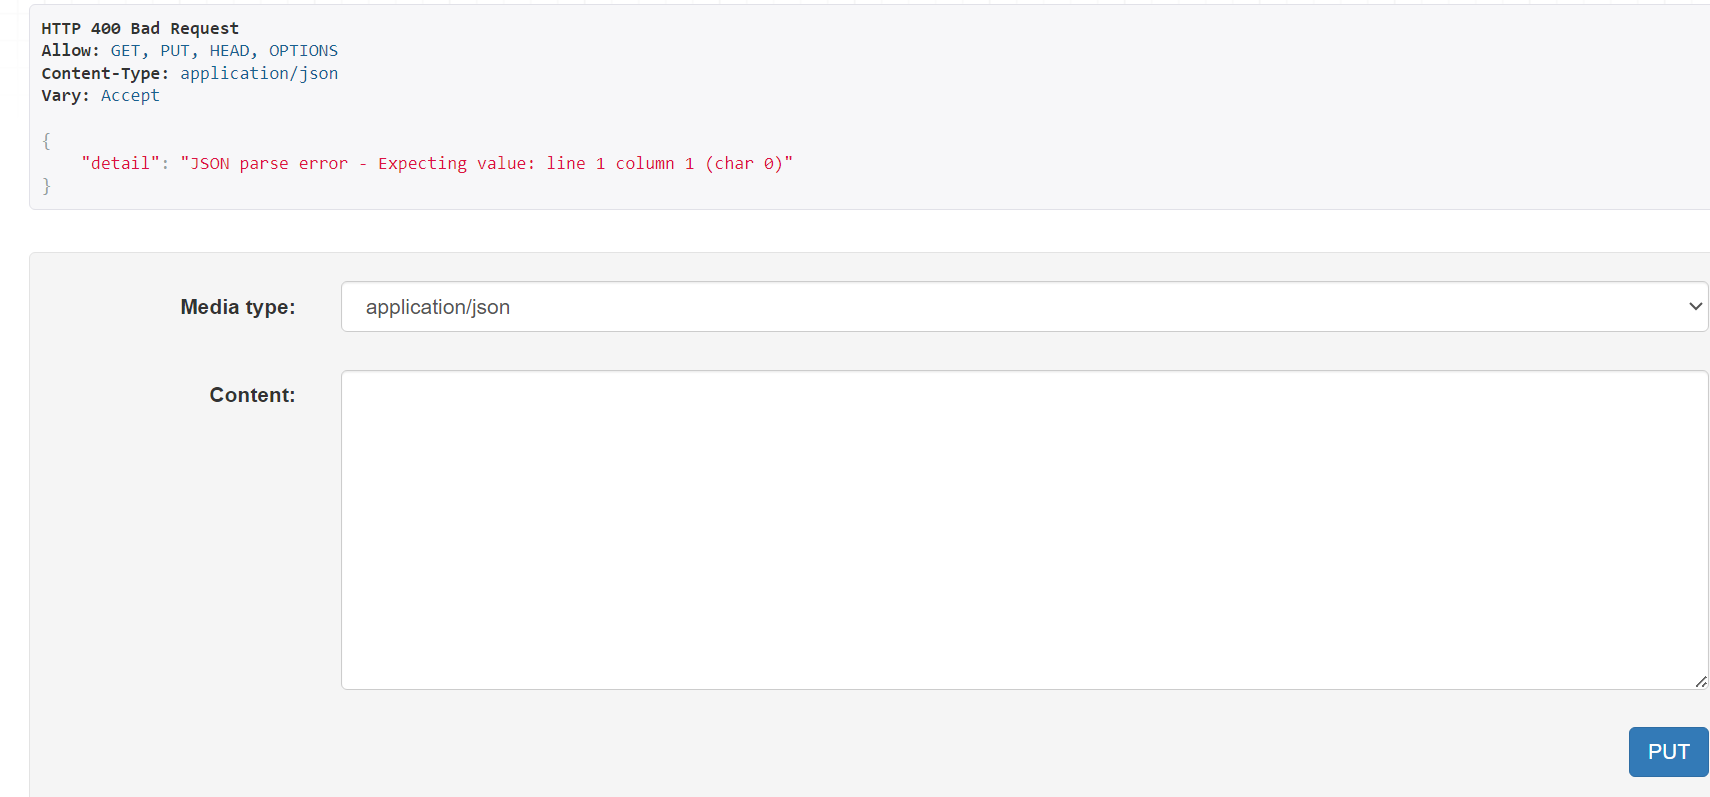 HTTP 400 Bad Request
Allow: GET, PUT, HEAD, OPTIONS
Content-Type: application/json
Vary: Accept
{
    "detail": "JSON parse error - Expecting value: line 1 column 1 (char 0)"
}
Media type: application/json
Content:
PUT